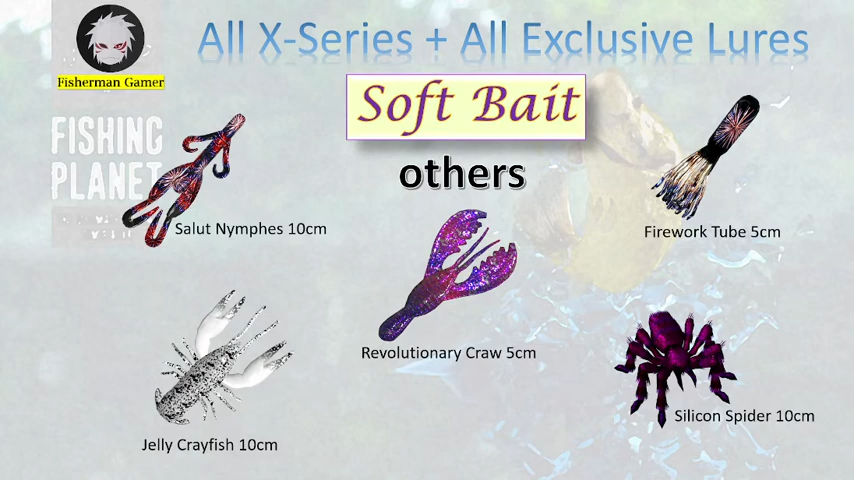 All X-Series + All Exclusive Lures
Fisherman Gamer
Soft Bait
FISHING
PLANET
others
Salut Nymphes 10cm
Firework Tube 5cm
Revolutionary Craw 5cm
Silicon Spider 10cm
Jelly Crayfish 10cm